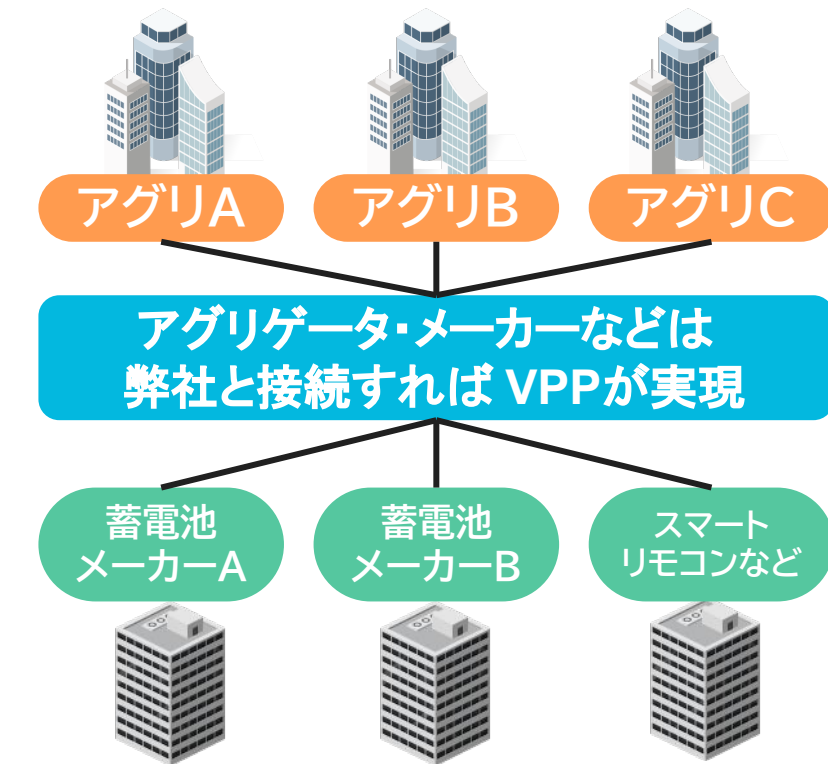 アグリA
アグリB
アグリC
アグリゲータ・メーカーなどは
弊社と接続すれば VPPが実現
蓄電池
メーカーA
蓄電池
メーカーB
スマート
リモコンなど